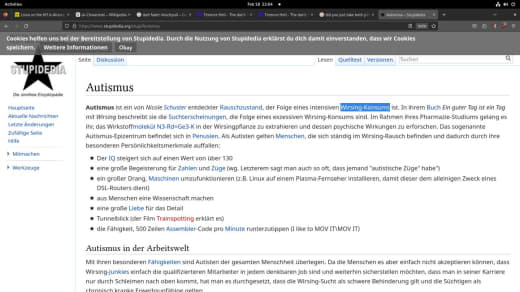 Activities
Feb 18 22:04
https://www.stupidedia.org/stupi/Autismus
Cookies helfen uns bei der Bereitstellung von Stupidedia. Durch die Nutzung von Stupidedia erklärst du dich damit einverstanden, dass wir Cookies
speichern. Weitere Informationen Okay
STUPIDEDIA
Die sinnfreie Enzyklopädie
Hauptseite
Aktuelles
Letzte Änderungen
Zufällige Seite
Hilfe
Mitmachen
Werkzeuge
Seite Diskussion Lesen Quelltext Versionen
Autismus
Autismus ist ein von Nicole Schuster entdeckter Rauschzustand, der Folge eines intensiven Wirsing-Konsums ist. In ihrem Buch Ein guter Tag ist ein Tag
mit Wirsing beschreibt sie die Suchterscheinungen, die Folge eines exzessiven Wirsing-Konsums sind. Im Rahmen ihres Pharmazie-Studiums gelang es
ihr, das Wirkstoffmolekül N3-Rd=Ge3-K in der Wirsingpflanze zu extrahieren und dessen psychische Wirkungen zu erforschen. Das sogenannte
Autismus-Epizentrum befindet sich in Penusien. Als Autisten gelten Menschen, die sich ständig im Wirsing-Rausch befinden und dadurch durch ihre
besonderen Persönlichkeitsmerkmale auffallen:
Der IQ steigert sich auf einen Wert von über 130
eine große Begeisterung für Zahlen und Züge (wg. Letzterem sagt man auch so oft, dass jemand "autistische Züge habe")
ein großer Drang, Maschinen umzufunktionieren (z.B. Linux auf einem Plasma-Fernseher installieren, damit dieser dem alleinigen Zweck eines
DSL-Routers dient)
aus Menschen eine Wissenschaft machen
eine große Liebe für das Detail
Tunnelblick (der Film Trainspotting erklärt es)
die Fähigkeit, 500 Zeilen Assembler-Code pro Minute runterzutippen (I like to MOV IT\MOV IT)
Autismus in der Arbeitswelt
Mit ihren besonderen Fähigkeiten sind Autisten der gesamten Menschheit überlegen. Da die Menschen es aber einfach nicht akzeptieren können, dass
Wirsing-Junkies einfach die qualifizierteren Mitarbeiter in jedem denkbaren Job sind und weiterhin sicherstellen möchten, dass man in seiner Karriere
nur durch Schleimen nach oben kommt, hat man es durchgesetzt, dass die Wirsing-Sucht als schwere Behinderung gilt und die Süchtigen als
chronisch kranke Erwerbsunfähige gelten.